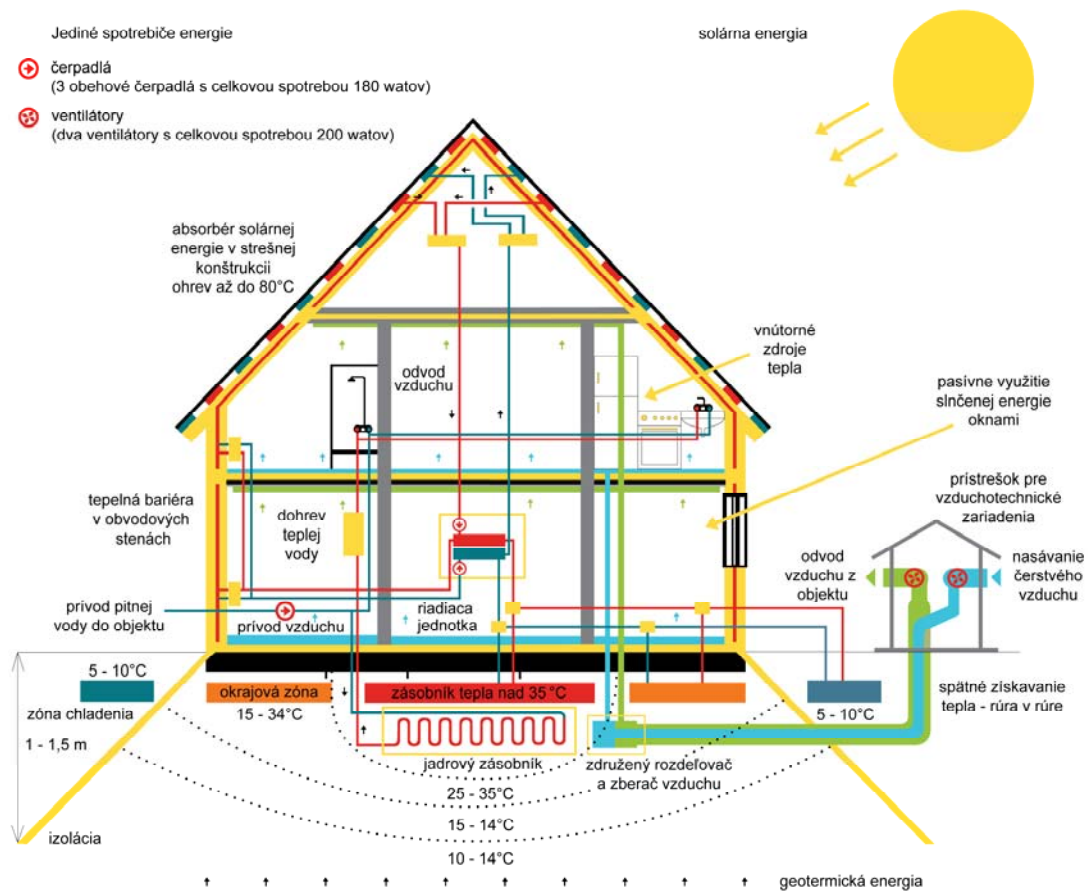 Jediné spotrebiče energie
čerpadlá
(3 obehové čerpadlá s celkovou spotrebou 180 watov)
ventilátory
(dva ventilátory s celkovou spotrebou 200 watov)
solárna energia
absorbér solárnej
energie v strešnej
konštrukcii
ohrev až do 80°C
odvod
vzduchu
vnútorné
zdroje
tepla
pasívne využitie
slnčenej energie
oknami
tepelná bariéra
v obvodových
stenách
dohrev
teplej
vody
prístrešok pre
vzduchotechnické
zariadenia
odvod
vzduchu z
objektu
nasávanie
čerstvého
vzduchu
prívod pitnej
vody do objektu
prívod vzduchu
riadiaca
jednotka
5 - 10°C
zóna chladenia
1 - 1,5 m
okrajová zóna
15 - 34°C
zásobník tepla nad 35°C
5 - 10°C
spätné získavanie
tepla - rúra v rúre
jadrový zásobník
združený rozdeľovač
a zberač vzduchu
25 - 35°C
15 - 14°C
10 - 14°C
izolácia
geotermická energia